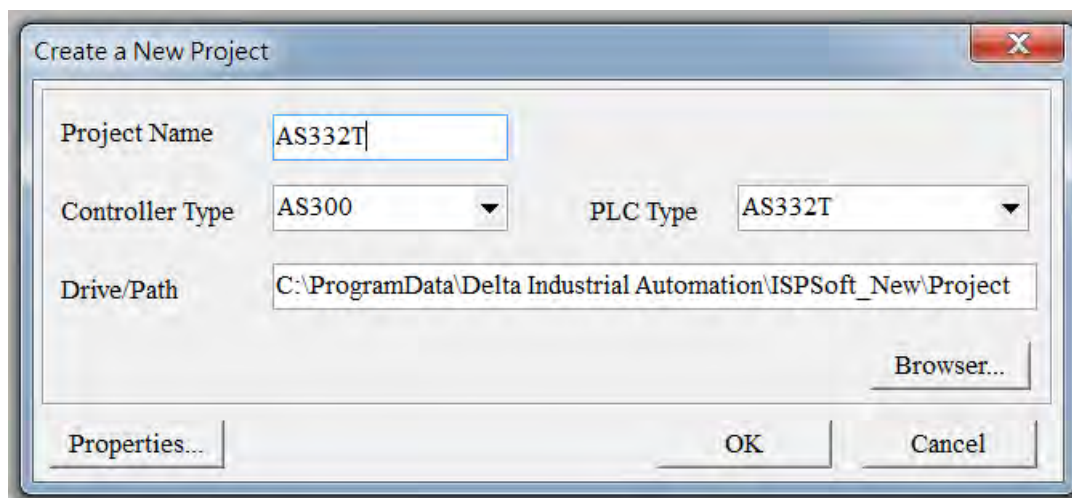 Create a New Project
Project Name AS332T
Controller Type AS300 PLC Type AS332T
Drive/Path C:\ProgramData\Delta Industrial Automation\ISPSoft_New\Project
Browser...
Properties... OK Cancel